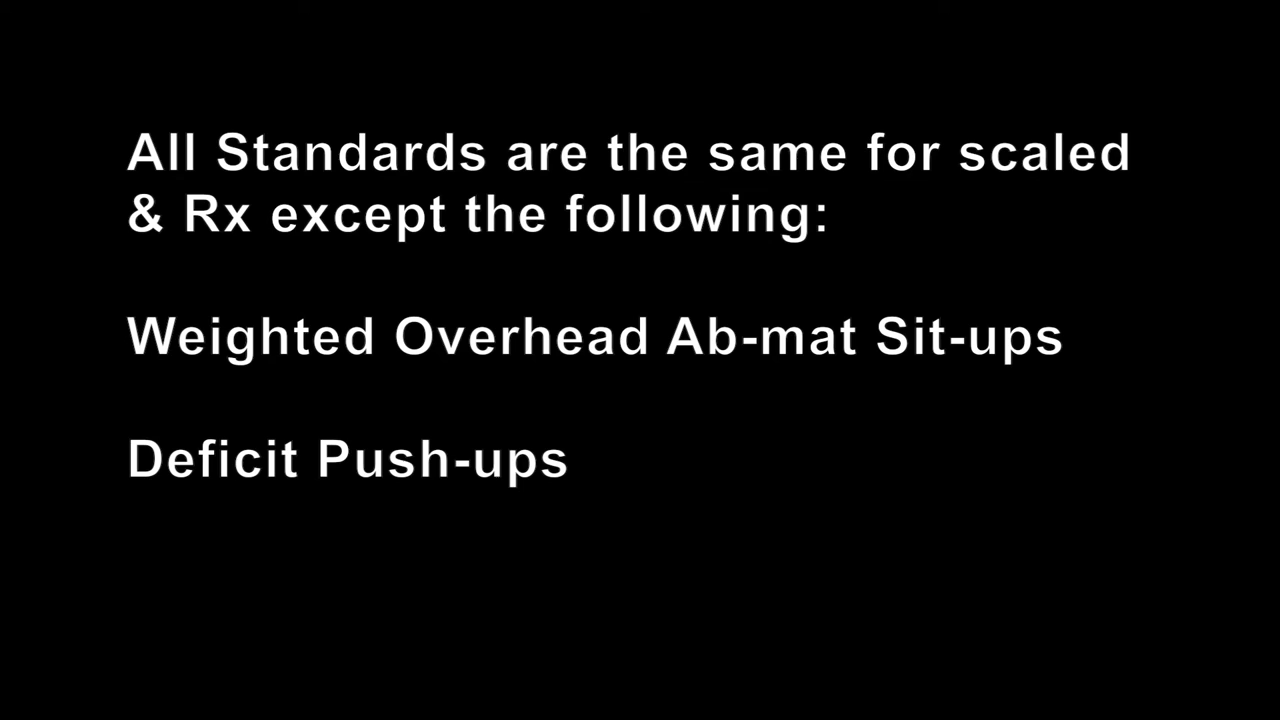 All Standards are the same for scaled
& Rx except the following:
Weighted Overhead Ab-mat Sit-ups
Deficit Push-ups